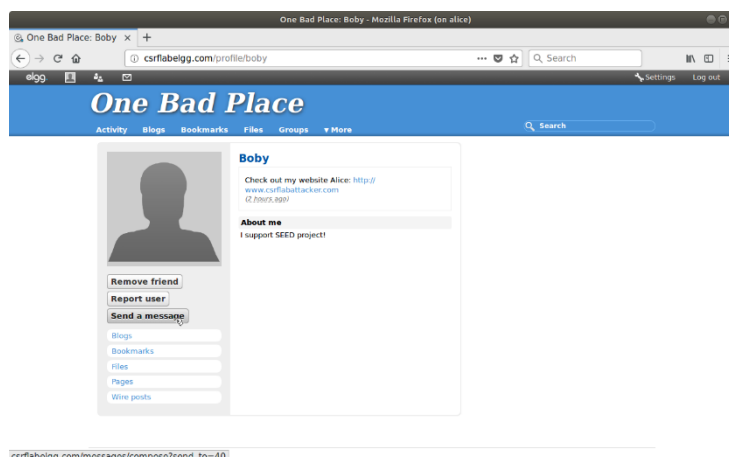 One Bad Place: Boby - Mozilla Firefox (on alice)
One Bad Place: Boby × +
csrflabelgg.com/profile/boby
Search
elgg
Settings Log out
One Bad Place
Activity Blogs Bookmarks Files Groups ▼ More
Search
Boby
Check out my website Alice: http://
www.csrflabattacker.com
(2 hours ago)
About me
I support SEED project!
Remove friend
Report user
Send a message
Blogs
Bookmarks
Files
Pages
Wire posts
csrflabelgg.com/messages/compose?send_to=40